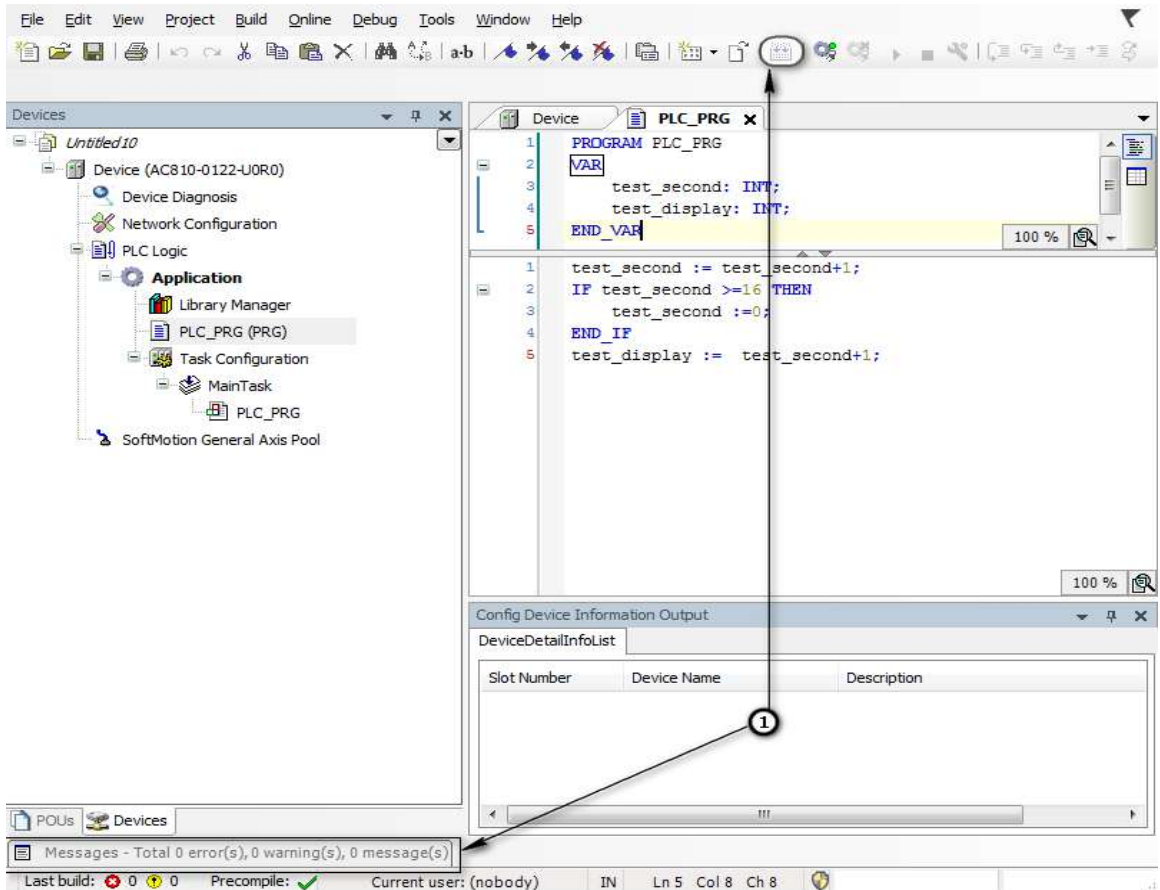 File Edit View Project Build Online Debug Tools Window Help
a·b
Devices
Untitled10
Device (AC810-0122-U0R0)
Device Diagnosis
Network Configuration
PLC Logic
Application
Library Manager
PLC_PRG (PRG)
Task Configuration
MainTask
PLC_PRG
SoftMotion General Axis Pool
POUs Devices
Device PLC_PRG
1 PROGRAM PLC_PRG
2 VAR
3 test_second: INT;
4 test_display: INT;
5 END_VAR
100 %
1 test_second := test_second+1;
2 IF test_second >=16 THEN
3 test_second :=0;
4 END_IF
5 test_display := test_second+1;
100 %
Config Device Information Output
DeviceDetailInfoList
Slot Number Device Name Description
1
Messages - Total 0 error(s), 0 warning(s), 0 message(s)
Last build: 0 0 Precompile: Current user: (nobody) IN Ln 5 Col 8 Ch 8